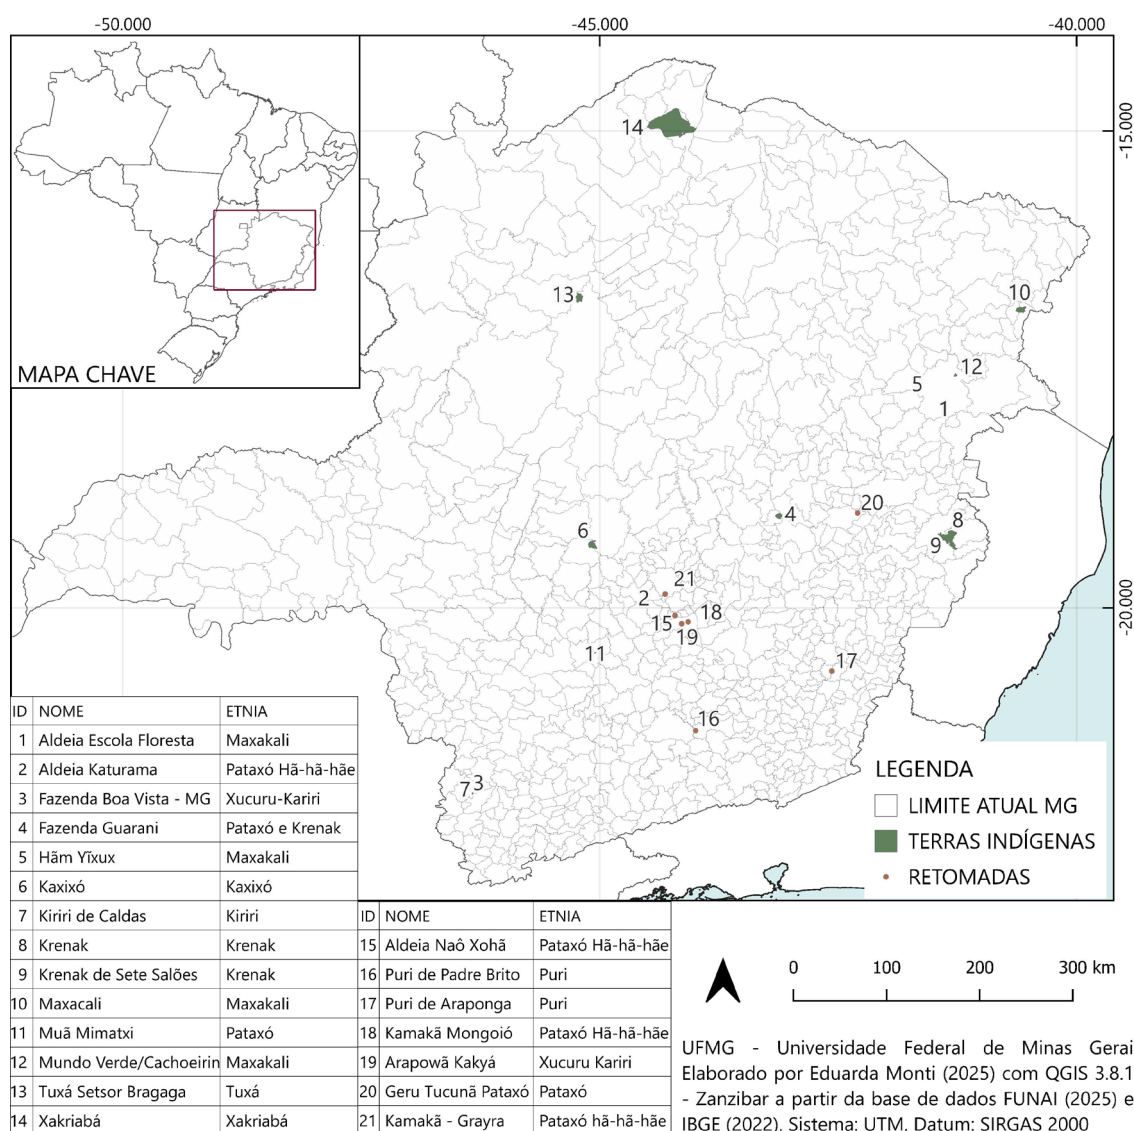 -50.000
-45.000
-40.000
-15.000
-20.000
MAPA CHAVE
14
13
10
12
5
1
20
4
8
9
6
21
2
18
15
19
11
17
16
7
3
LEGENDA
LIMITE ATUAL MG
TERRAS INDÍGENAS
RETOMADAS
ID NOME ETNIA
1 Aldeia Escola Floresta Maxakali
2 Aldeia Katurama Pataxó Hã-hã-hãe
3 Fazenda Boa Vista - MG Xucuru-Kariri
4 Fazenda Guarani Pataxó e Krenak
5 Hãm Yĩxux Maxakali
6 Kaxixó Kaxixó
7 Kiriri de Caldas Kiriri
8 Krenak Krenak
9 Krenak de Sete Salões Krenak
10 Maxacali Maxakali
11 Muã Mimatxi Pataxó
12 Mundo Verde/Cachoeirin Maxakali
13 Tuxá Setsor Bragaga Tuxá
14 Xakriabá Xakriabá
ID NOME ETNIA
15 Aldeia Naô Xohã Pataxó Hã-hã-hãe
16 Puri de Padre Brito Puri
17 Puri de Araponga Puri
18 Kamakã Mongoió Pataxó Hã-hã-hãe
19 Arapowã Kakyá Xucuru Kariri
20 Geru Tucunã Pataxó Pataxó
21 Kamakã - Grayra Pataxó hã-hã-hãe
0 100 200 300 km
UFMG - Universidade Federal de Minas Gerai
Elaborado por Eduarda Monti (2025) com QGIS 3.8.1
- Zanzibar a partir da base de dados FUNAI (2025) e
IBGE (2022). Sistema: UTM. Datum: SIRGAS 2000